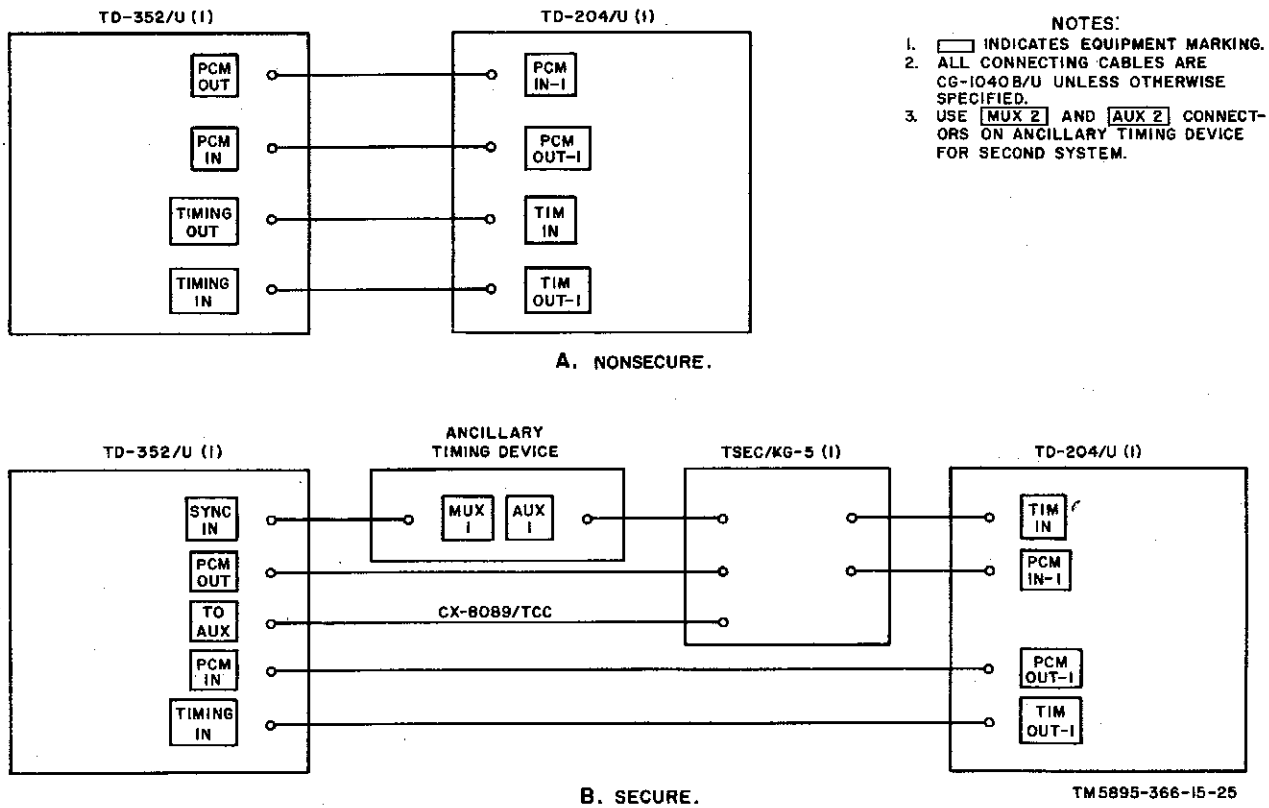 TD-352/U (1)
TD-204/U (1)
PCM
OUT
PCM
IN-1
PCM
IN
PCM
OUT-1
TIMING
OUT
TIM
IN
TIMING
IN
TIM
OUT-1
NOTES:
1. INDICATES EQUIPMENT MARKING.
2. ALL CONNECTING CABLES ARE
CG-1040B/U UNLESS OTHERWISE
SPECIFIED.
3. USE MUX 2 AND AUX 2 CONNECT-
ORS ON ANCILLARY TIMING DEVICE
FOR SECOND SYSTEM.
A. NONSECURE.
TD-352/U (1)
ANCILLARY
TIMING DEVICE
TSEC/KG-5 (1)
TD-204/U (1)
SYNC
IN
MUX
1
AUX
1
TIM
IN
PCM
OUT
PCM
IN-1
TO
AUX
CX-8089/TCC
PCM
IN
PCM
OUT-1
TIMING
IN
TIM
OUT-1
B. SECURE.
TM5895-366-15-25